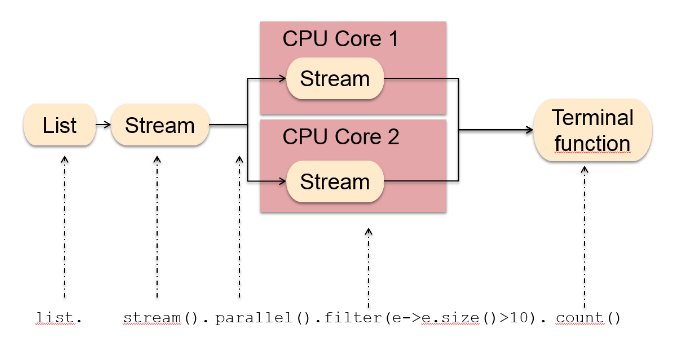 CPU Core 1
Stream
List
Stream
CPU Core 2
Stream
Terminal
function
list. stream().parallel().filter(e->e.size()>10). count()